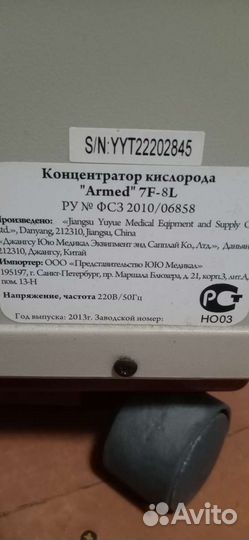 S/N:YYT22202845
Концентратор кислорода
"Armed" 7F-8L
РУ № ФСЗ 2010/06858
Произведено: «Jiangsu Yuyue Medical Eqipment and Supply C
Ltd.», Danyang, 212310, Jiangsu, China
«Джангсу Юю Медикал Эквипмент энд Сапплай Ко., Лтд.», Даньян
212310, Джангсу, Китай
Импортер: ООО «Представительство ЮЮ Медикал»
195197, г. Санкт-Петербург, пр. Маршала Блюхера, д. 21, корп.3, лит.А,
пом. 13-Н
Напряжение, частота 220В/50Гц
РСТ
НО03
Год выпуска: 2013г. Заводской номер:
Avito